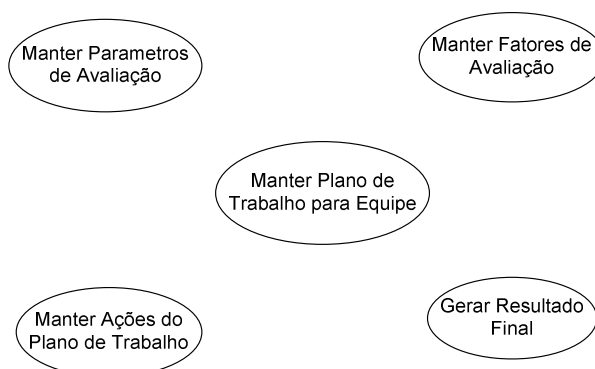 Manter Parametros
de Avaliação
Manter Fatores de
Avaliação
Manter Plano de
Trabalho para Equipe
Manter Ações do
Plano de Trabalho
Gerar Resultado
Final